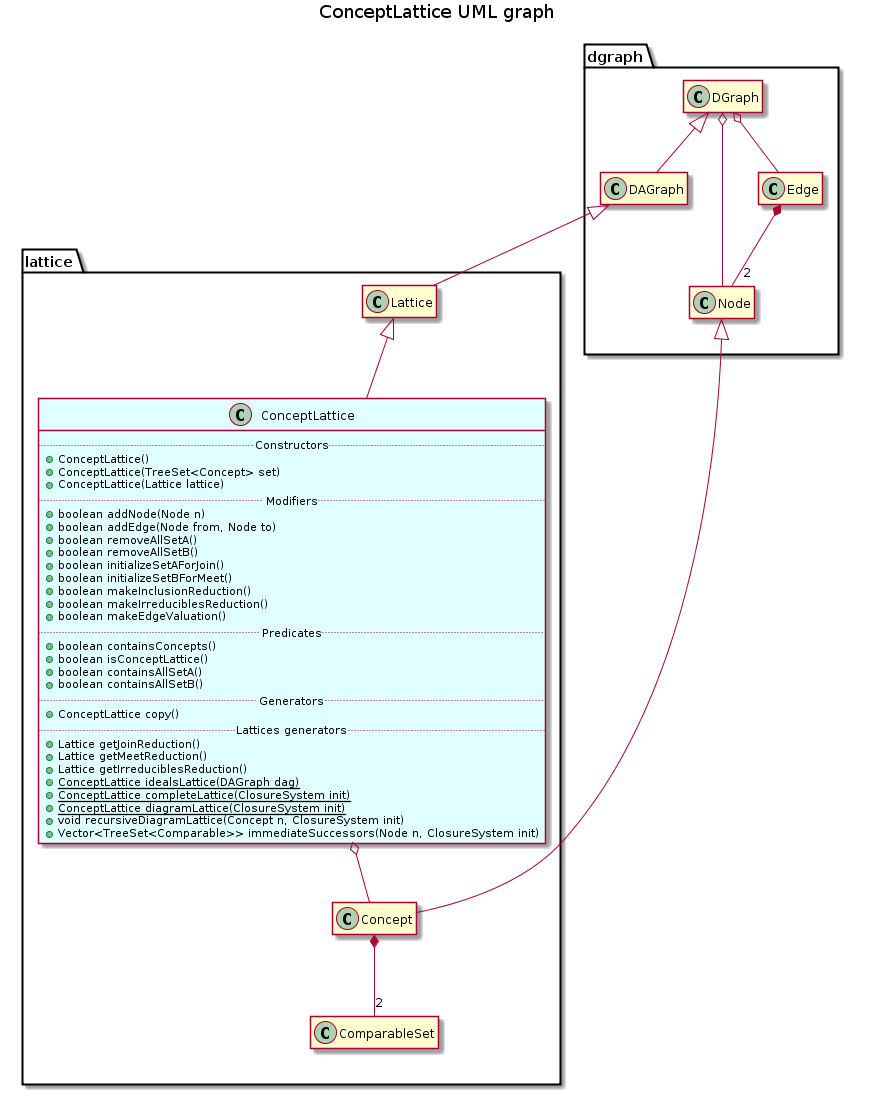 ConceptLattice UML graph
dgraph
C DGraph
C DAGraph
C Edge
2
C Node
lattice
C Lattice
C ConceptLattice
Constructors
ConceptLattice()
ConceptLattice(TreeSet<Concept> set)
ConceptLattice(Lattice lattice)
Modifiers
boolean addNode(Node n)
boolean addEdge(Node from, Node to)
boolean removeAllSetA()
boolean removeAllSetB()
boolean initializeSetAForJoin()
boolean initializeSetBForMeet()
boolean makeInclusionReduction()
boolean makeIrreduciblesReduction()
boolean makeEdgeValuation()
Predicates
boolean containsConcepts()
boolean isConceptLattice()
boolean containsAllSetA()
boolean containsAllSetB()
Generators
ConceptLattice copy()
Lattices generators
Lattice getJoinReduction()
Lattice getMeetReduction()
Lattice getIrreduciblesReduction()
ConceptLattice idealsLattice(DAGraph dag)
ConceptLattice completeLattice(ClosureSystem init)
ConceptLattice diagramLattice(ClosureSystem init)
void recursiveDiagramLattice(Concept n, ClosureSystem init)
Vector<TreeSet<Comparable>> immediateSuccessors(Node n, ClosureSystem init)
C Concept
2
C ComparableSet